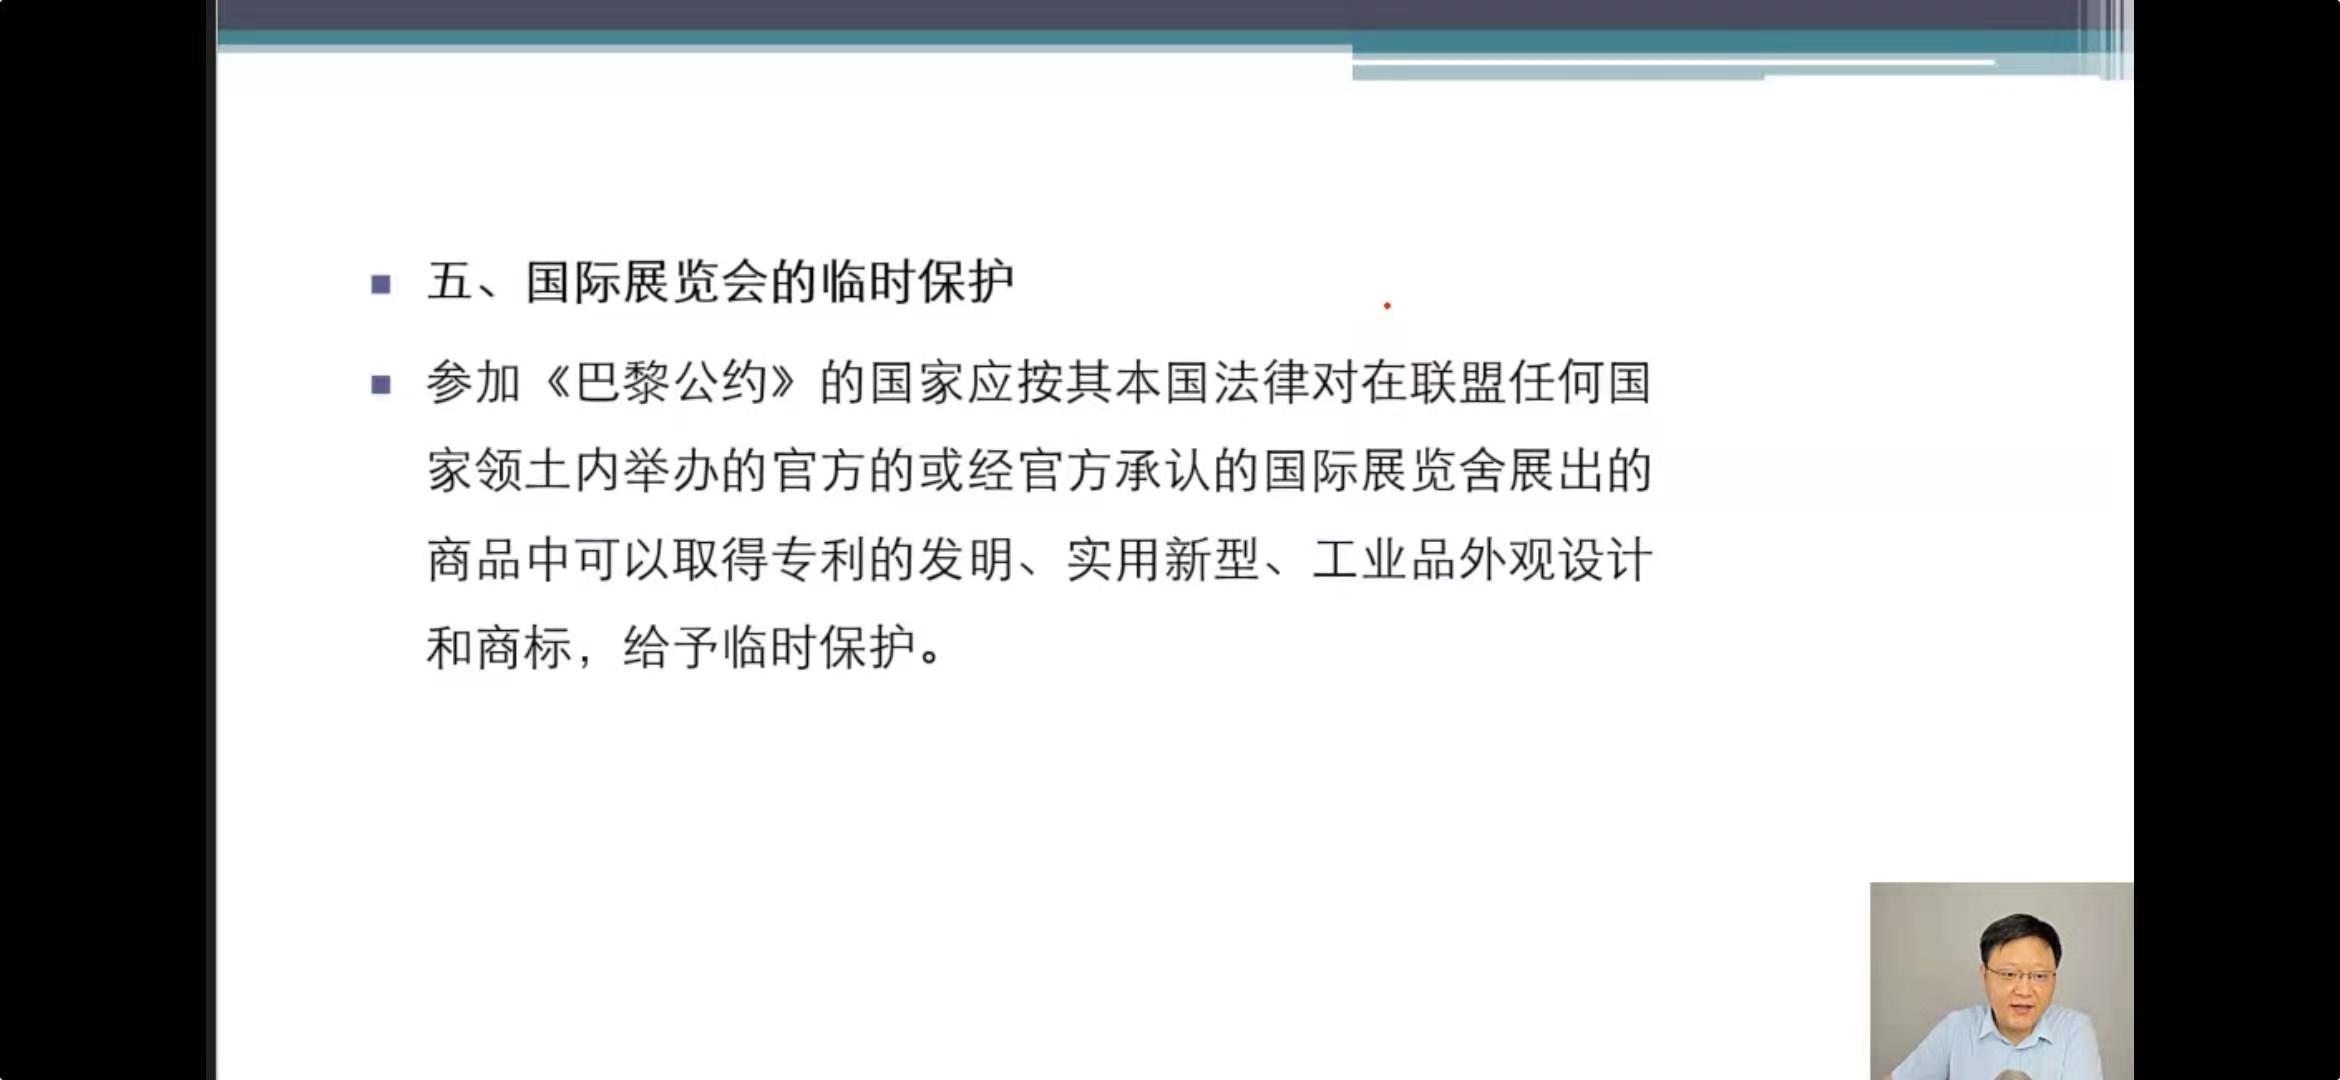 五、国际展览会的临时保护
参加《巴黎公约》的国家应按其本国法律对在联盟任何国
家领土内举办的官方的或经官方承认的国际展览舍展出的
商品中可以取得专利的发明、实用新型、工业品外观设计
和商标，给予临时保护。